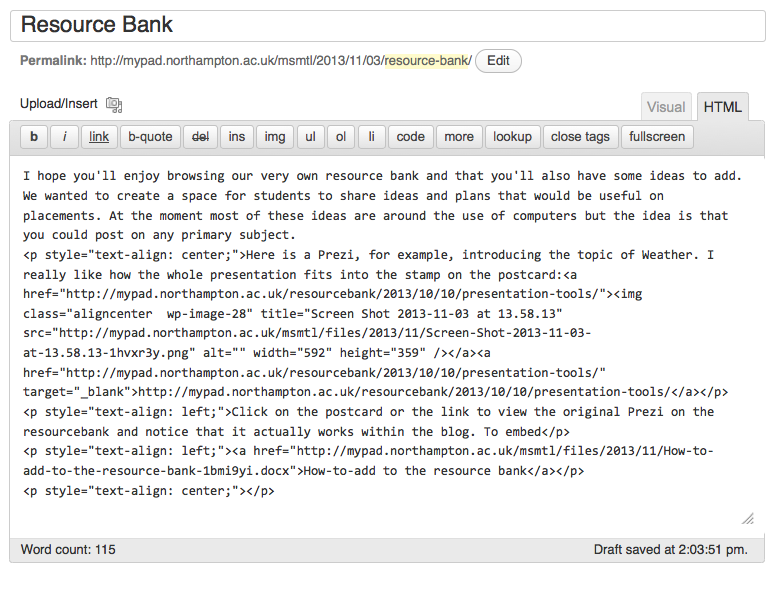 Resource Bank
Permalink: http://mypad.northampton.ac.uk/msmtl/2013/11/03/resource-bank/ Edit
Upload/Insert
Visual HTML
b i link b-quote del ins img ul ol li code more lookup close tags fullscreen
I hope you'll enjoy browsing our very own resource bank and that you'll also have some ideas to add.
We wanted to create a space for students to share ideas and plans that would be useful on
placements. At the moment most of these ideas are around the use of computers but the idea is that
you could post on any primary subject.
<p style="text-align: center;">Here is a Prezi, for example, introducing the topic of Weather. I
really like how the whole presentation fits into the stamp on the postcard:<a
href="http://mypad.northampton.ac.uk/resourcebank/2013/10/10/presentation-tools/"><img
class="aligncenter  wp-image-28" title="Screen Shot 2013-11-03 at 13.58.13"
src="http://mypad.northampton.ac.uk/msmtl/files/2013/11/Screen-Shot-2013-11-03-
at-13.58.13-1hvxr3y.png" alt="" width="592" height="359" /></a><a
href="http://mypad.northampton.ac.uk/resourcebank/2013/10/10/presentation-tools/"
target="_blank">http://mypad.northampton.ac.uk/resourcebank/2013/10/10/presentation-tools/</a></p>
<p style="text-align: left;">Click on the postcard or the link to view the original Prezi on the
resourcebank and notice that it actually works within the blog. To embed</p>
<p style="text-align: left;"><a href="http://mypad.northampton.ac.uk/msmtl/files/2013/11/How-to-
add-to-the-resource-bank-1bmi9yi.docx">How-to-add to the resource bank</a></p>
<p style="text-align: center;"></p>
Word count: 115 Draft saved at 2:03:51 pm.